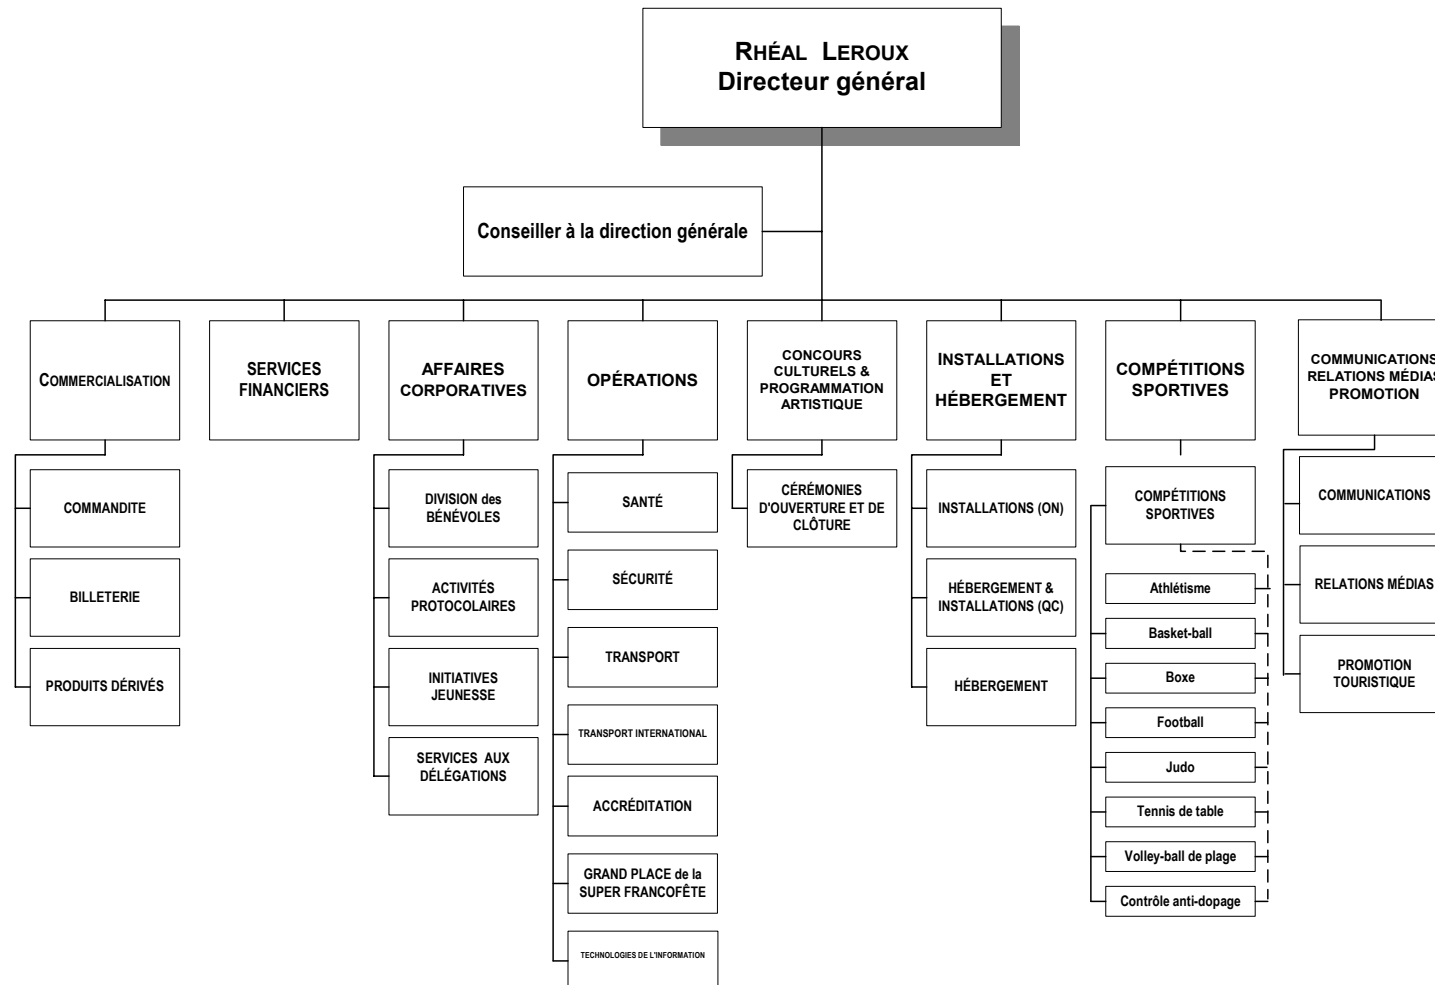 RHÉAL LEROUX
Directeur général
Conseiller à la direction générale
COMMERCIALISATION
SERVICES
FINANCIERS
AFFAIRES
CORPORATIVES
OPÉRATIONS
CONCOURS
CULTURELS &
PROGRAMMATION
ARTISTIQUE
INSTALLATIONS
ET
HÉBERGEMENT
COMPÉTITIONS
SPORTIVES
COMMUNICATIONS
RELATIONS MÉDIAS
PROMOTION
COMMANDITE
BILLETERIE
PRODUITS DÉRIVÉS
DIVISION des
BÉNÉVOLES
ACTIVITÉS
PROTOCOLAIRES
INITIATIVES
JEUNESSE
SERVICES AUX
DÉLÉGATIONS
SANTÉ
SÉCURITÉ
TRANSPORT
TRANSPORT INTERNATIONAL
ACCRÉDITATION
GRAND PLACE de la
SUPER FRANCOFÊTE
TECHNOLOGIES DE L'INFORMATION
CÉRÉMONIES
D'OUVERTURE ET DE
CLÔTURE
INSTALLATIONS (ON)
HÉBERGEMENT &
INSTALLATIONS (QC)
HÉBERGEMENT
COMPÉTITIONS
SPORTIVES
Athlétisme
Basket-ball
Boxe
Football
Judo
Tennis de table
Volley-ball de plage
Contrôle anti-dopage
COMMUNICATIONS
RELATIONS MÉDIAS
PROMOTION
TOURISTIQUE